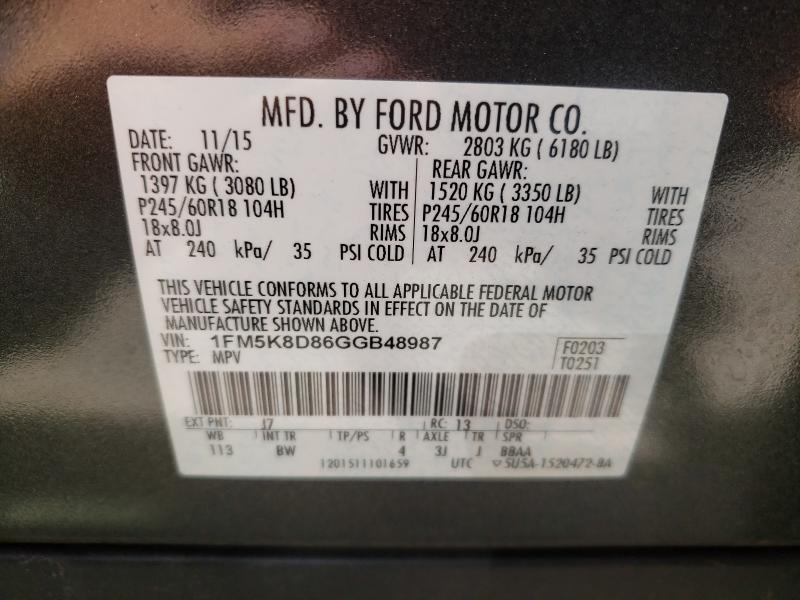 MFD. BY FORD MOTOR CO.
DATE: 11/15 GVWR: 2803 KG ( 6180 LB)
FRONT GAWR: REAR GAWR:
1397 KG ( 3080 LB) WITH 1520 KG ( 3350 LB) WITH
P245/60R18 104H TIRES P245/60R18 104H TIRES
18x8.0J RIMS 18x8.0J RIMS
AT 240 kPa/ 35 PSI COLD AT 240 kPa/ 35 PSI COLD
THIS VEHICLE CONFORMS TO ALL APPLICABLE FEDERAL MOTOR
VEHICLE SAFETY STANDARDS IN EFFECT ON THE DATE OF
MANUFACTURE SHOWN ABOVE.
VIN: 1FM5K8D86GGB48987 F0203
TYPE: MPV T0251
EXT PNT: J7 RC: 13 DSO:
WB INT TR TP/PS R AXLE TR SPR
113 BW 4 3J J BBAA
1201511101659 UTC ▽5U5A-1520472-BA